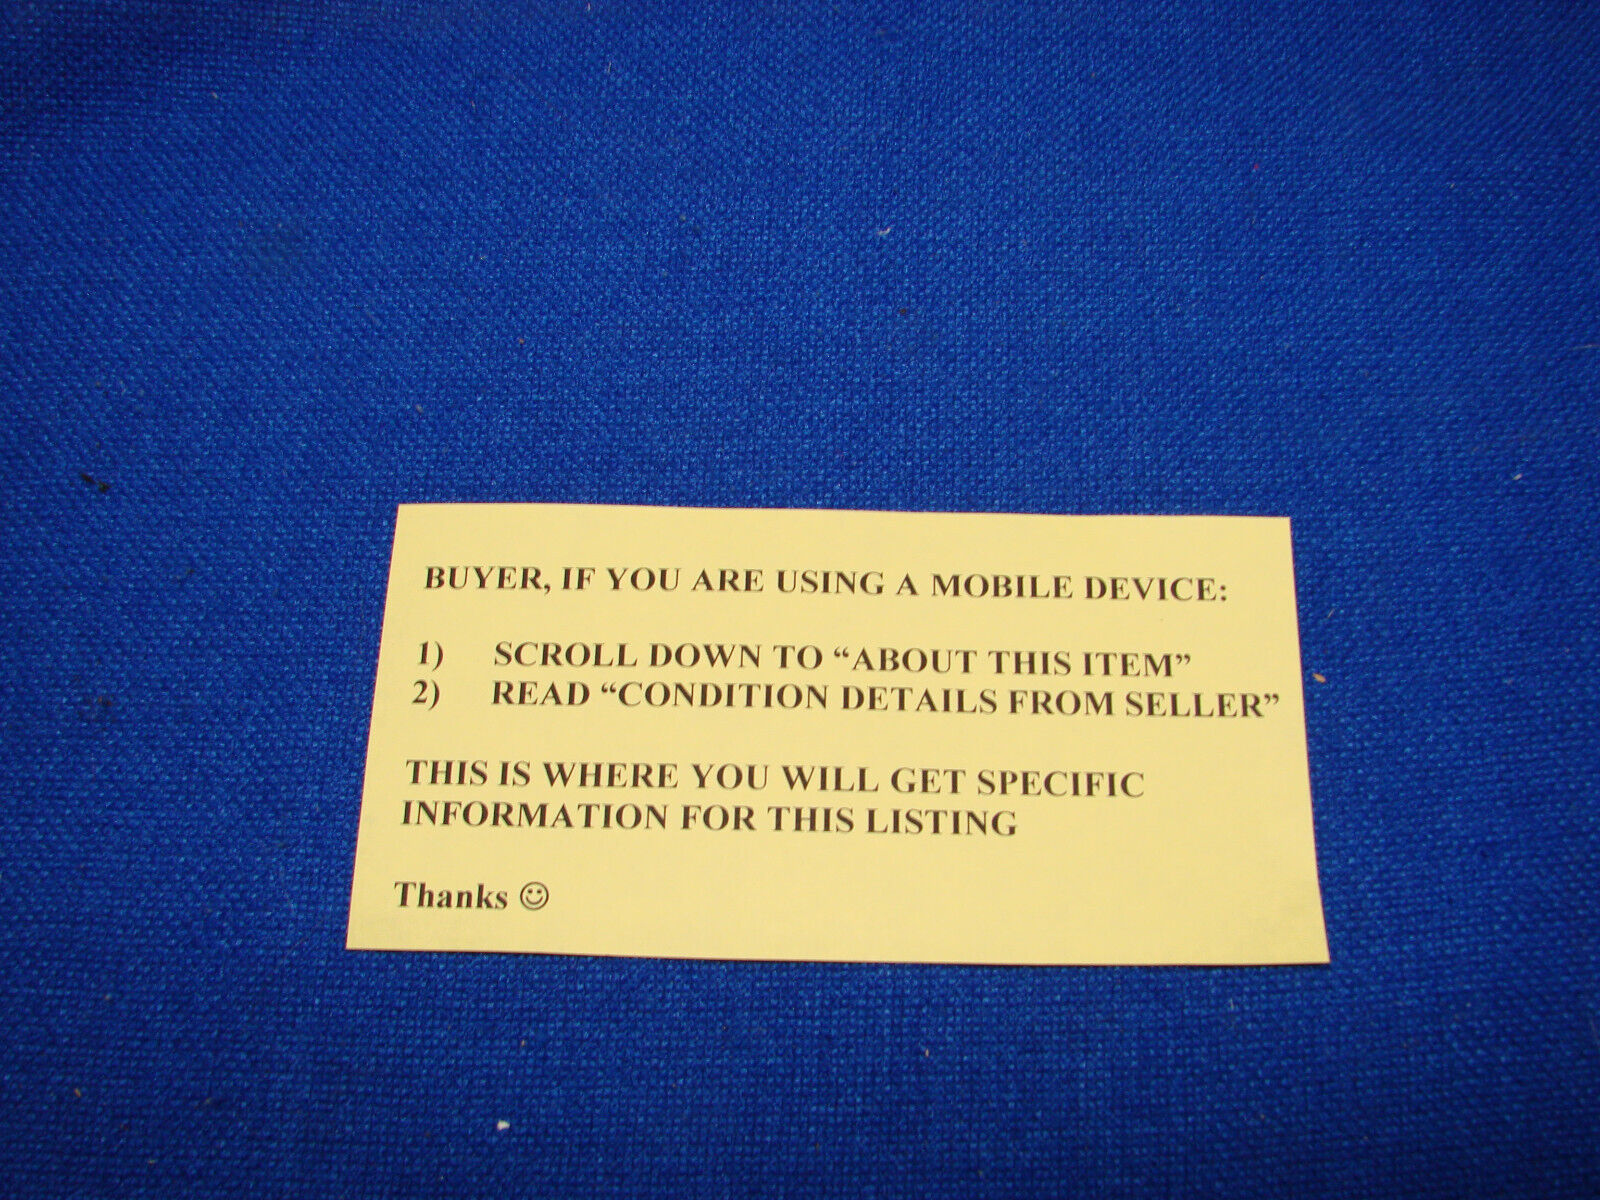 BUYER, IF YOU ARE USING A MOBILE DEVICE:
1) SCROLL DOWN TO “ABOUT THIS ITEM”
2) READ “CONDITION DETAILS FROM SELLER”
THIS IS WHERE YOU WILL GET SPECIFIC
INFORMATION FOR THIS LISTING
Thanks ☺